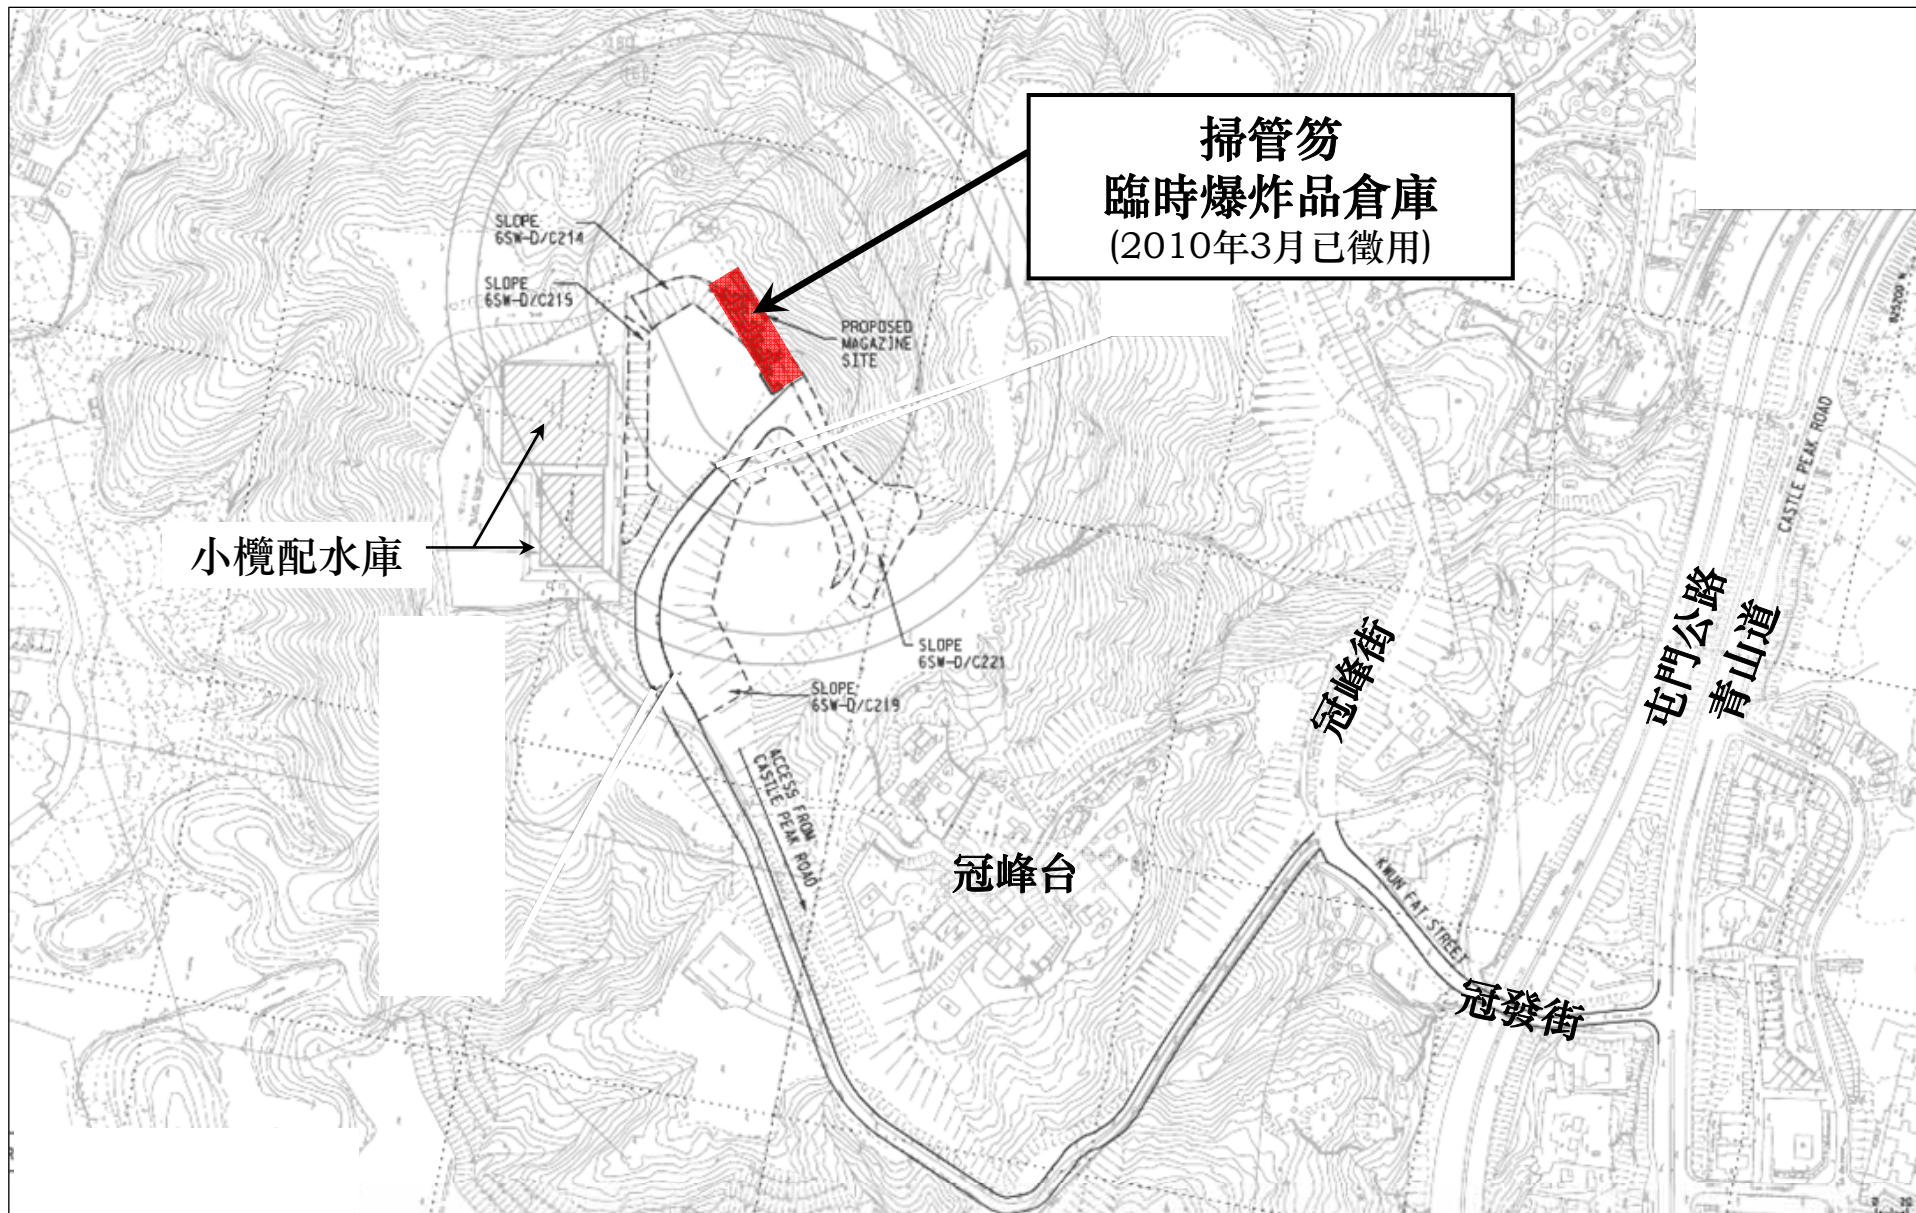 掃管笏
臨時爆炸品倉庫
(2010年3月已徵用)
SLOPE
6SW-D/C214
SLOPE
6SW-D/C215
PROPOSED
MAGAZINE
SITE
小欖配水庫
SLOPE
6SW-D/C221
SLOPE
6SW-D/C219
ACCESS FROM
CASTLE PEAK ROAD
冠峰台
冠峰街
屯門公路
青山道
CASTLE PEAK ROAD
KWUN FAT STREET
冠發街